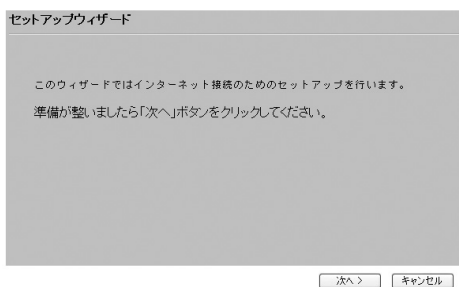 セットアップウィザード
このウィザードではインターネット接続のためのセットアップを行います。
準備が整いましたら「次へ」ボタンをクリックしてください。
次へ >
キャンセル